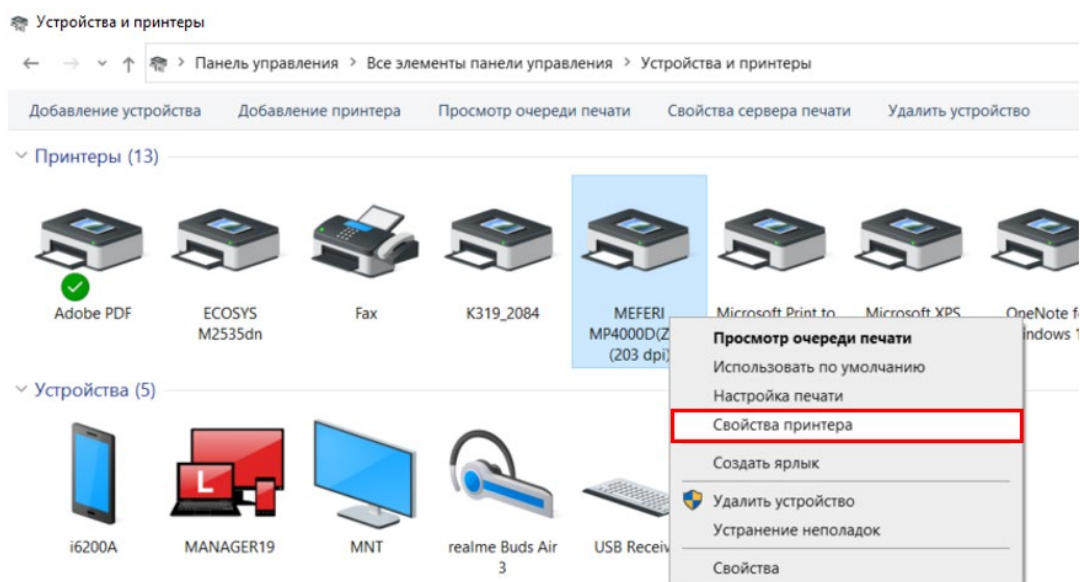 Устройства и принтеры
Панель управления > Все элементы панели управления > Устройства и принтеры
Добавление устройства Добавление принтера Просмотр очереди печати Свойства сервера печати Удалить устройство
Принтеры (13)
Adobe PDF
ECOSYS
M2535dn
Fax
K319_2084
MEFERI
MP4000D(Z
(203 dpi)
Microsoft Print to
Microsoft XPS
OneNote f
indows 1
Просмотр очереди печати
Использовать по умолчанию
Настройка печати
Свойства принтера
Создать ярлык
Удалить устройство
Устранение неполадок
Свойства
Устройства (5)
L
i6200A
MANAGER19
MNT
realme Buds Air
3
USB Receiv